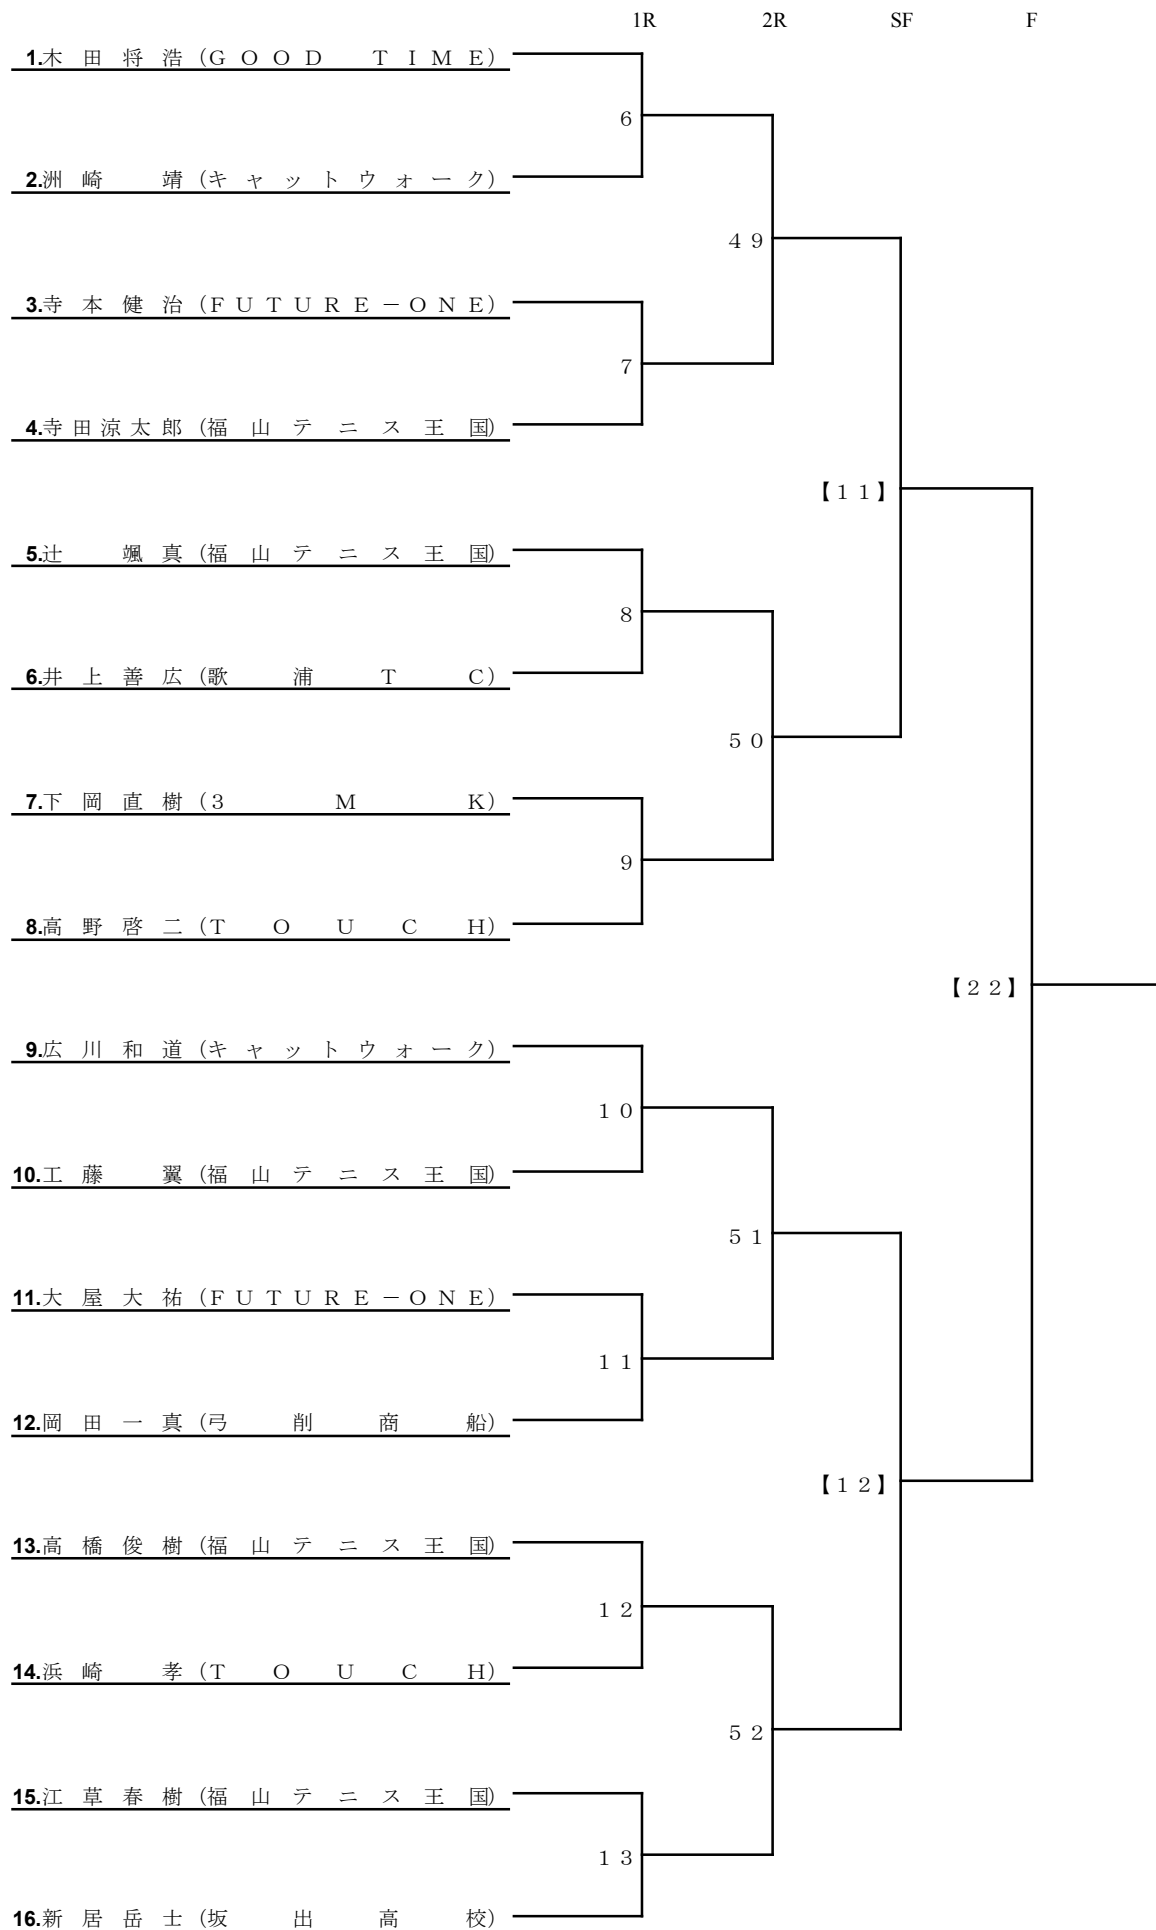 1R 2R SF F
1.木田将浩(GOOD TIME)
6
2.洲崎 靖(キャットウォーク)
49
3.寺本健治(FUTURE－ONE)
7
4.寺田涼太郎(福山テニス王国)
【11】
5.辻 颯真(福山テニス王国)
8
6.井上善広(歌浦TC)
50
7.下岡直樹(3MK)
9
8.高野啓二(TOUCH)
【22】
9.広川和道(キャットウォーク)
10
10.工藤 翼(福山テニス王国)
51
11.大屋大祐(FUTURE－ONE)
11
12.岡田一真(弓削商船)
【12】
13.高橋俊樹(福山テニス王国)
12
14.浜崎 孝(TOUCH)
52
15.江草春樹(福山テニス王国)
13
16.新居岳士(坂出高校)